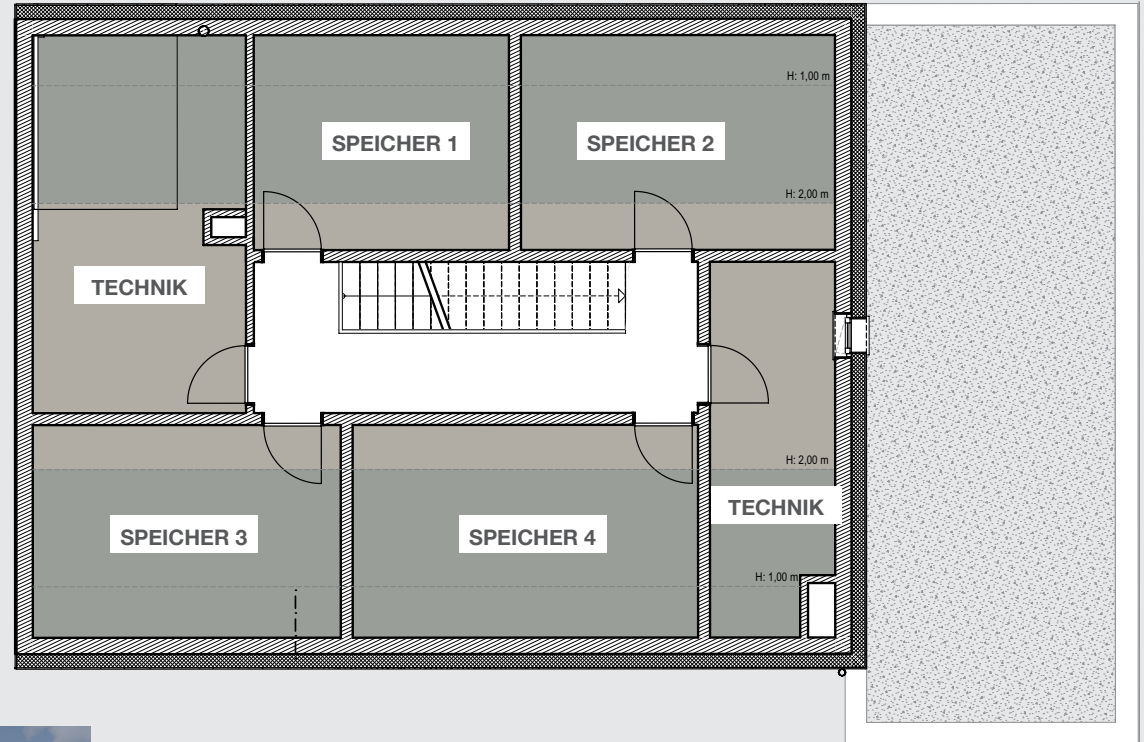 H: 1,00 m
SPEICHER 1
SPEICHER 2
H: 2,00 m
TECHNIK
H: 2,00 m
TECHNIK
SPEICHER 3
SPEICHER 4
H: 1,00 m